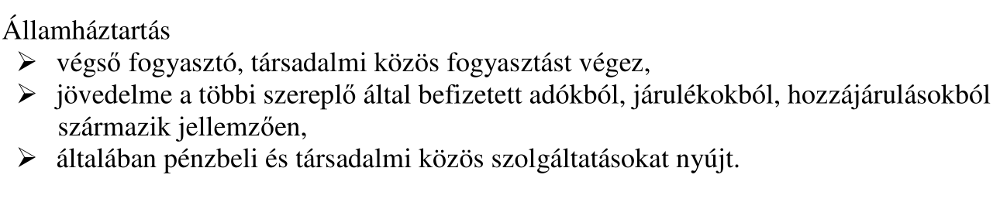 Államháztartás
➢ végső fogyasztó, társadalmi közös fogyasztást végez,
➢ jövedelme a többi szereplő által befizetett adókból, járulékokból, hozzájárulásokból
származik jellemzően,
➢ általában pénzbeli és társadalmi közös szolgáltatásokat nyújt.